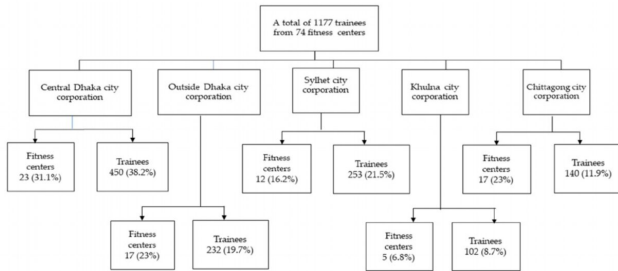 A total of 1177 trainees
from 74 fitness centers
Central Dhaka city
corporation
Outside Dhaka city
corporation
Sylhet city
corporation
Khulna city
corporation
Chittagong city
corporation
Fitness
centers
23 (31.1%)
Trainees
450 (38.2%)
Fitness
centers
12 (16.2%)
Trainees
253 (21.5%)
Fitness
centers
17 (23%)
Trainees
140 (11.9%)
Fitness
centers
17 (23%)
Trainees
232 (19.7%)
Fitness
centers
5 (6.8%)
Trainees
102 (8.7%)